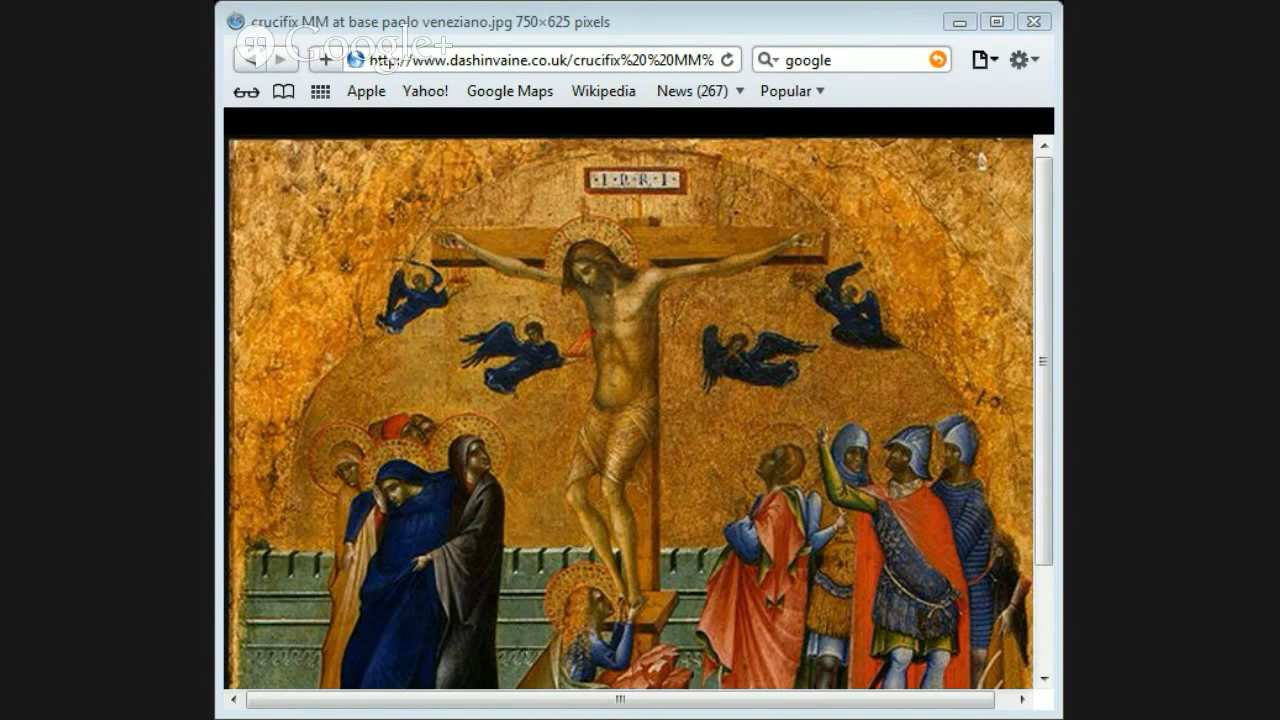 crucifix MM at base paolo veneziano.jpg 750×625 pixels
Google+
http://www.dashinvaine.co.uk/crucifix%20%20MM%
google
Apple Yahoo! Google Maps Wikipedia News (267) Popular
·I·N·R·I·